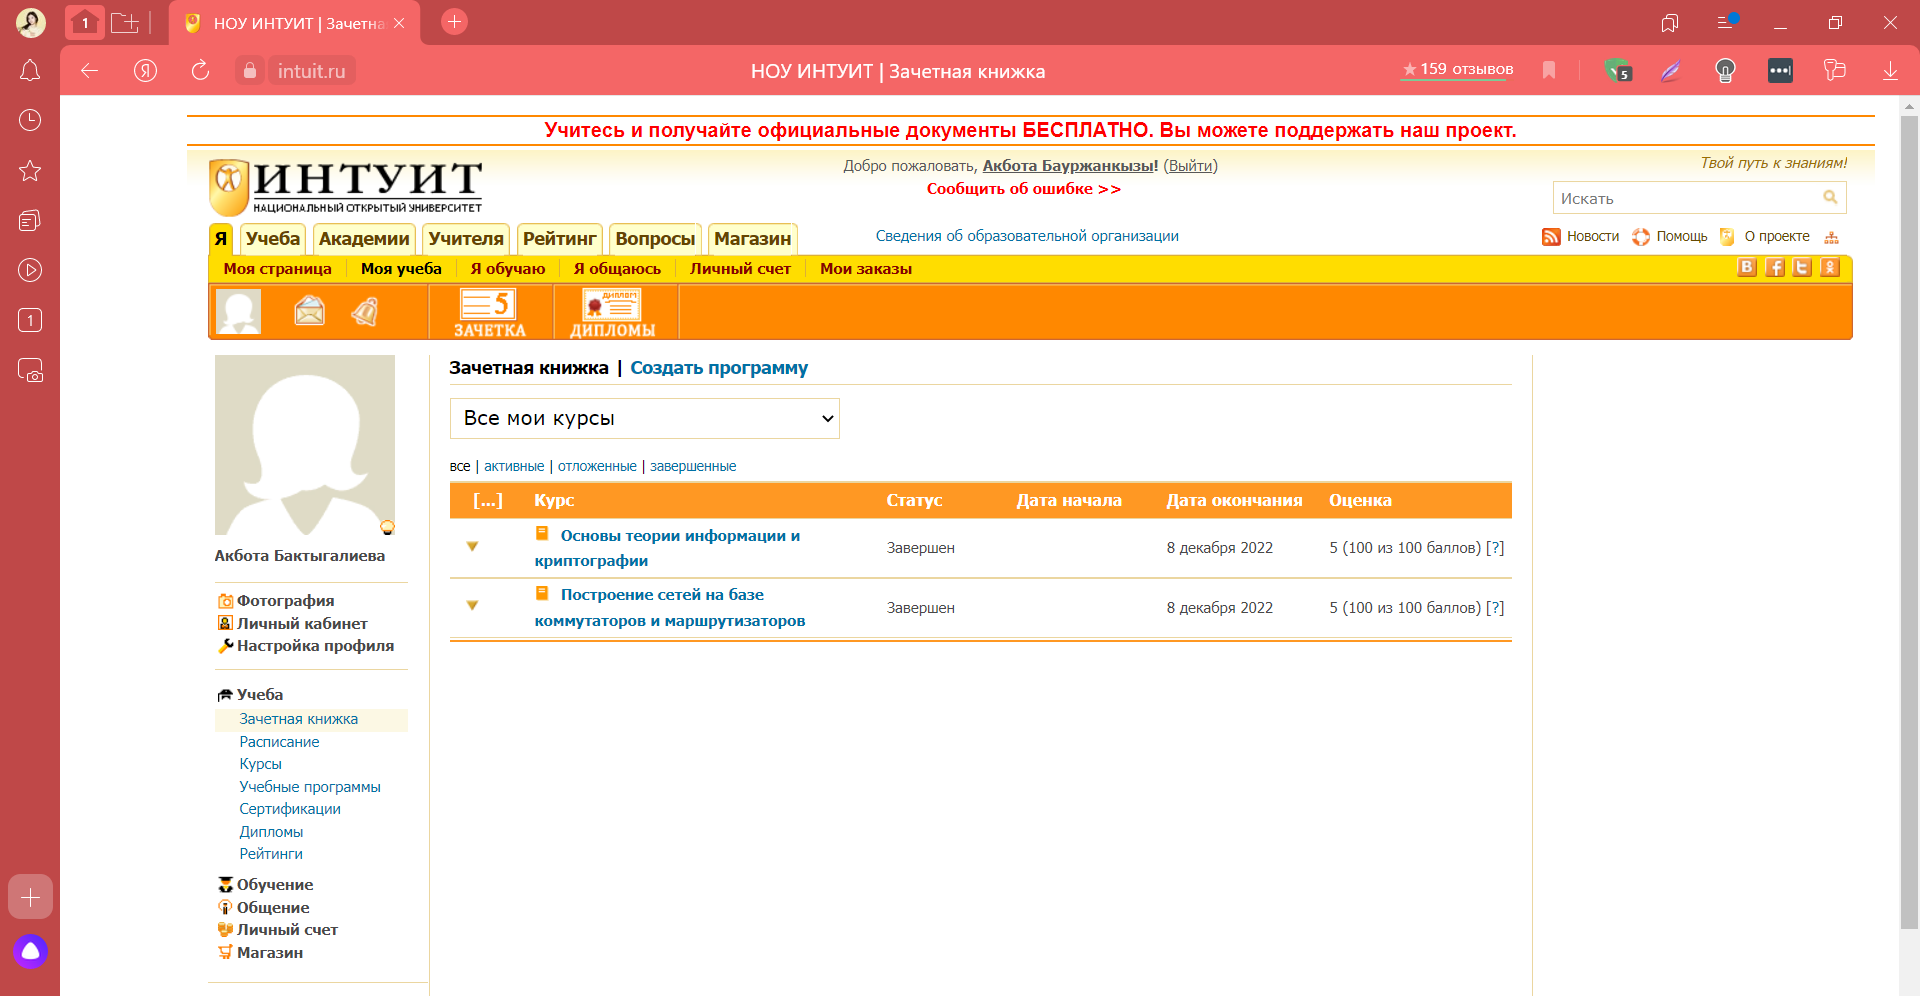 1
НОУ ИНТУИТ | Зачетна
intuit.ru
НОУ ИНТУИТ | Зачетная книжка
159 отзывов
5
1
Учитесь и получайте официальные документы БЕСПЛАТНО. Вы можете поддержать наш проект.
ИНТУИТ
НАЦИОНАЛЬНЫЙ ОТКРЫТЫЙ УНИВЕРСИТЕТ
Добро пожаловать, Акбота Бауржанкызы! (Выйти)
Сообщить об ошибке >>
Твой путь к знаниям!
Искать
Я Учеба Академии Учителя Рейтинг Вопросы Магазин
Сведения об образовательной организации
Новости Помощь О проекте
Моя страница Моя учеба Я обучаю Я общаюсь Личный счет Мои заказы
5
ЗАЧЕТКА
ДИПЛОМ
ДИПЛОМЫ
Акбота Бактыгалиева
Фотография
Личный кабинет
Настройка профиля
Учеба
Зачетная книжка
Расписание
Курсы
Учебные программы
Сертификации
Дипломы
Рейтинги
Обучение
Общение
Личный счет
Магазин
Зачетная книжка | Создать программу
Все мои курсы
все | активные | отложенные | завершенные
[...] Курс Статус Дата начала Дата окончания Оценка
Основы теории информации и
криптографии
Завершен 8 декабря 2022 5 (100 из 100 баллов) [?]
Построение сетей на базе
коммутаторов и маршрутизаторов
Завершен 8 декабря 2022 5 (100 из 100 баллов) [?]